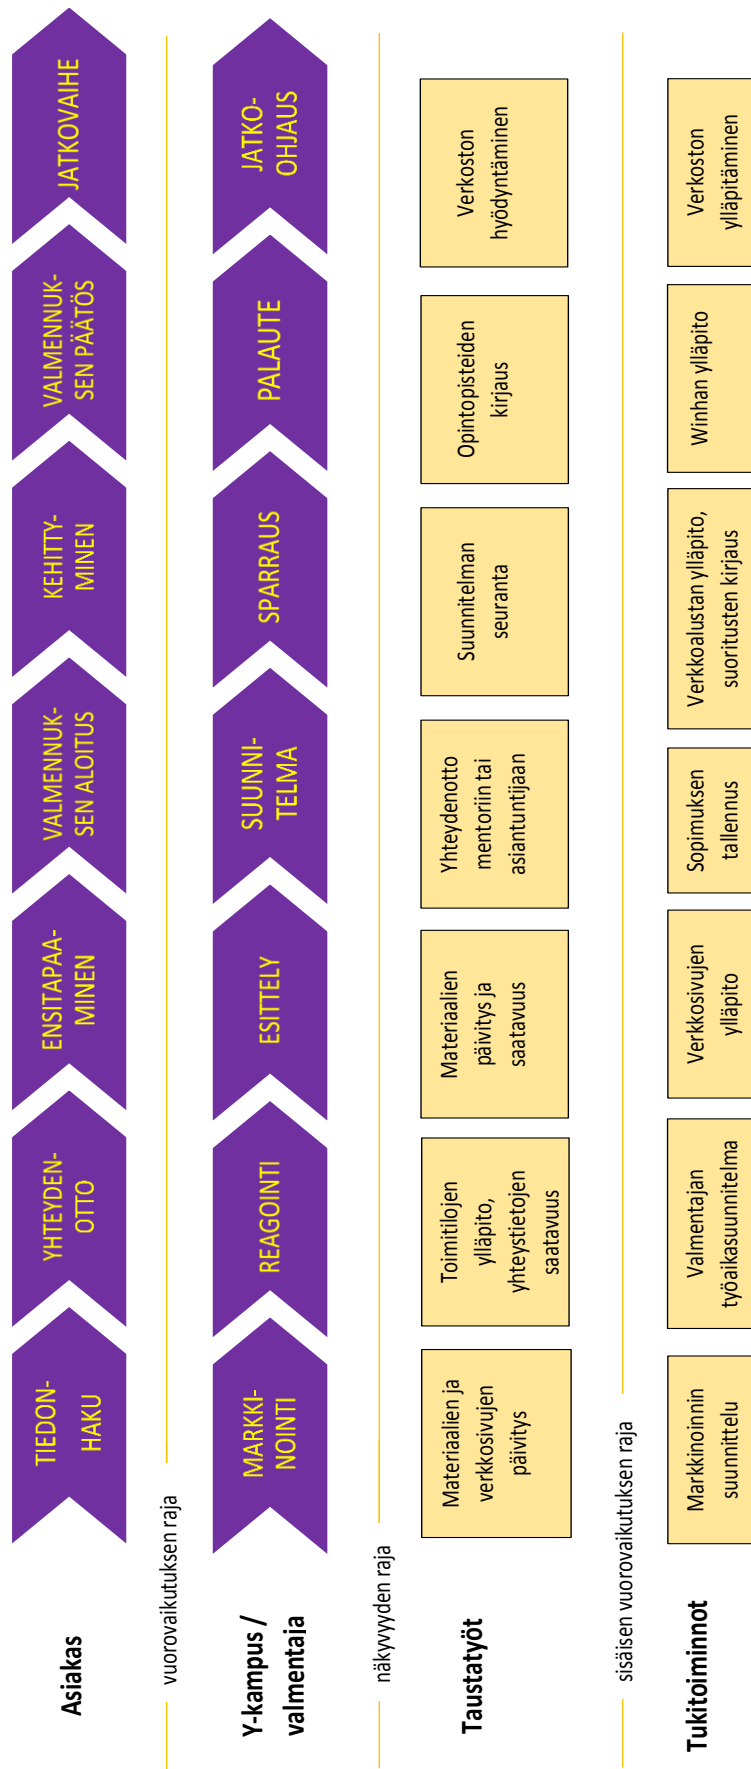 Asiakas
TIEDON-
HAKU
YHTEYDEN-
OTTO
ENSITAPAA-
MINEN
VALMENNUK-
SEN ALOITUS
KEHITTY-
MINEN
VALMENNUK-
SEN PÄÄTÖS
JATKOVAIHE
vuorovaikutuksen raja
Y-kampus /
valmentaja
MARKKI-
NOINTI
REAGOINTI
ESITTELY
SUUNNI-
TELMA
SPARRAUS
PALAUTE
JATKO-
OHJAUS
näkyvyyden raja
Taustatyöt
Materiaalien ja
verkkosivujen
päivitys
Toimitilojen
ylläpito,
yhteystietojen
saatavuus
Materiaalien
päivitys ja
saatavuus
Yhteydenotto
mentoriin tai
asiantuntijaan
Suunnitelman
seuranta
Opintopisteiden
kirjaus
Verkoston
hyödyntäminen
sisäisen vuorovaikutuksen raja
Tukitoiminnot
Markkinoinnin
suunnittelu
Valmentajan
työaikasuunnitelma
Verkkosivujen
ylläpito
Sopimuksen
tallennus
Verkkoalustan ylläpito,
suoritusten kirjaus
Winhan ylläpito
Verkoston
ylläpitäminen